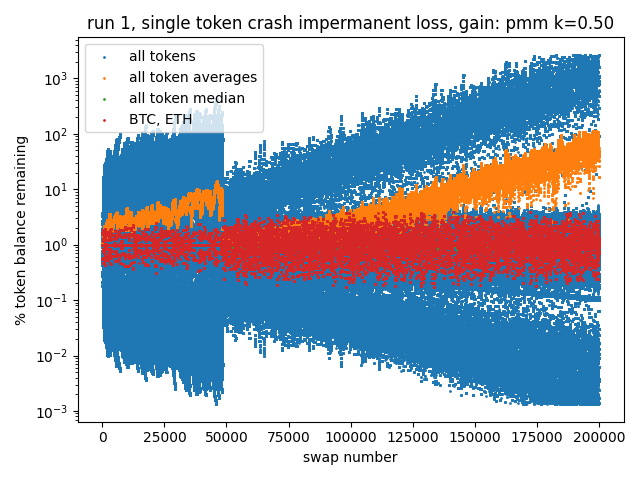 run 1, single token crash impermanent loss, gain: pmm k=0.50
all tokens
all token averages
all token median
BTC, ETH
% token balance remaining
10³
10²
10¹
10⁰
10⁻¹
10⁻²
10⁻³
0 25000 50000 75000 100000 125000 150000 175000 200000
swap number